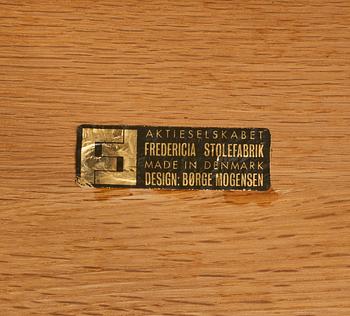 AKTIESELSKABET
FREDERICIA STOLEFABRIK
MADE IN DENMARK
DESIGN: BØRGE MOGENSEN